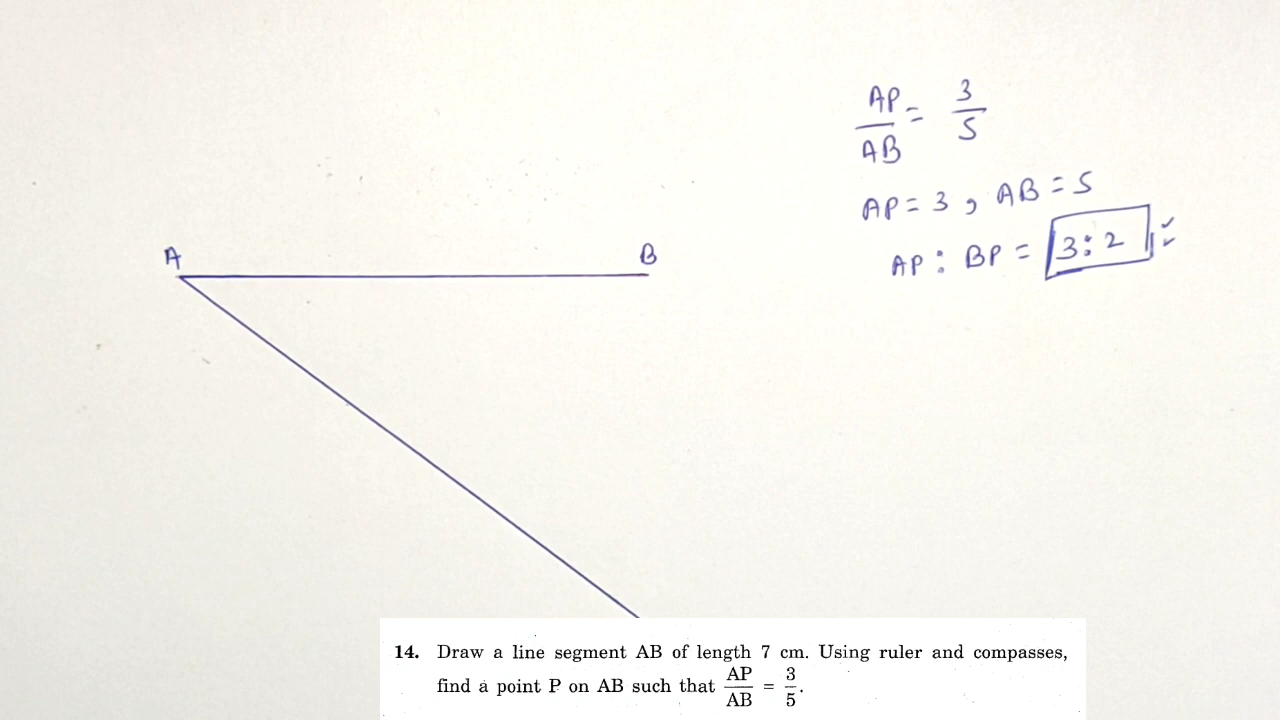 AP/AB = 3/5
AP = 3 , AB = 5
AP : BP = 3:2
A B
14. Draw a line segment AB of length 7 cm. Using ruler and compasses,
find a point P on AB such that AP/AB = 3/5.